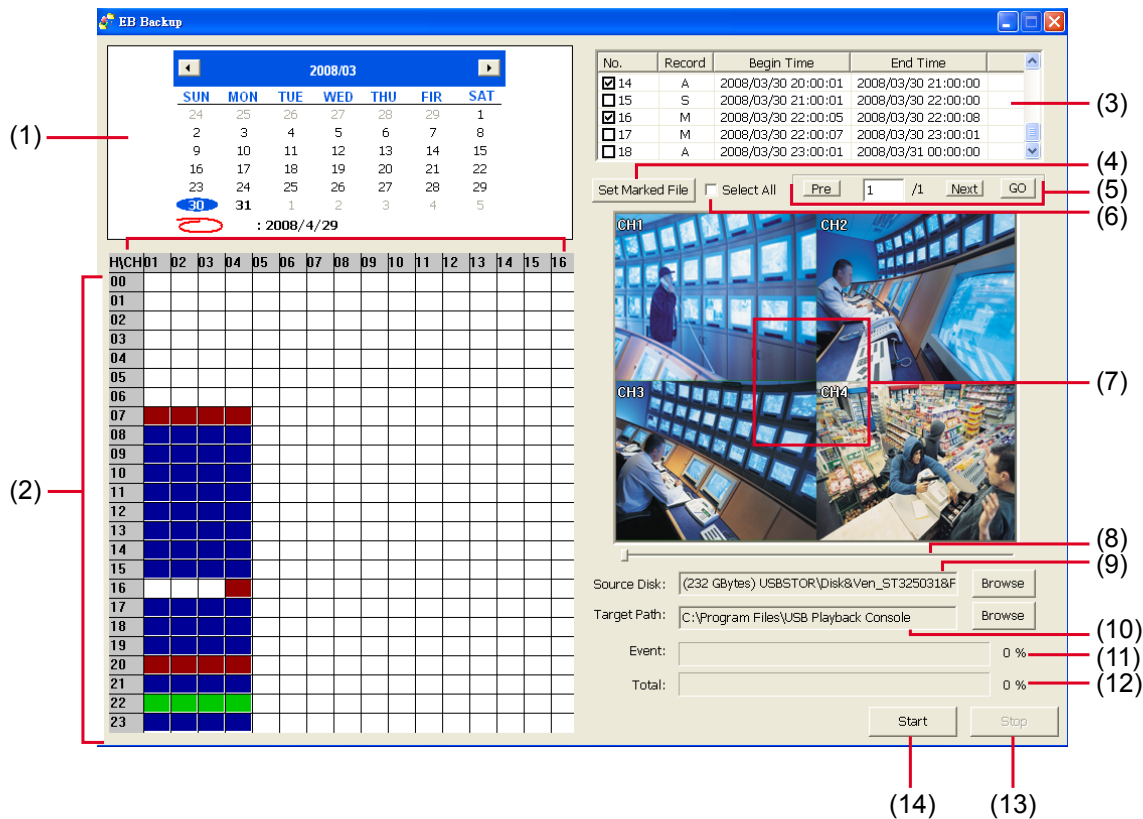 EB Backup
(1)
2008/03
SUN MON TUE WED THU FIR SAT
24 25 26 27 28 29 1
2 3 4 5 6 7 8
9 10 11 12 13 14 15
16 17 18 19 20 21 22
23 24 25 26 27 28 29
30 31 1 2 3 4 5
: 2008/4/29
(2)
H\CH 01 02 03 04 05 06 07 08 09 10 11 12 13 14 15 16
00
01
02
03
04
05
06
07
08
09
10
11
12
13
14
15
16
17
18
19
20
21
22
23
No. Record Begin Time End Time
14 A 2008/03/30 20:00:01 2008/03/30 21:00:00
15 S 2008/03/30 21:00:01 2008/03/30 22:00:00
16 M 2008/03/30 22:00:05 2008/03/30 22:00:08
17 M 2008/03/30 22:00:07 2008/03/30 23:00:01
18 A 2008/03/30 23:00:01 2008/03/31 00:00:00
(3)
(4)
Set Marked File Select All Pre 1 /1 Next GO
(5)
(6)
CH1 CH2
CH3 CH4
(7)
(8)
(9)
Source Disk: (232 GBytes) USBSTOR\Disk&Ven_ST325031&F Browse
Target Path: C:\Program Files\USB Playback Console Browse
(10)
Event: 0 %
(11)
Total: 0 %
(12)
Start Stop
(14) (13)